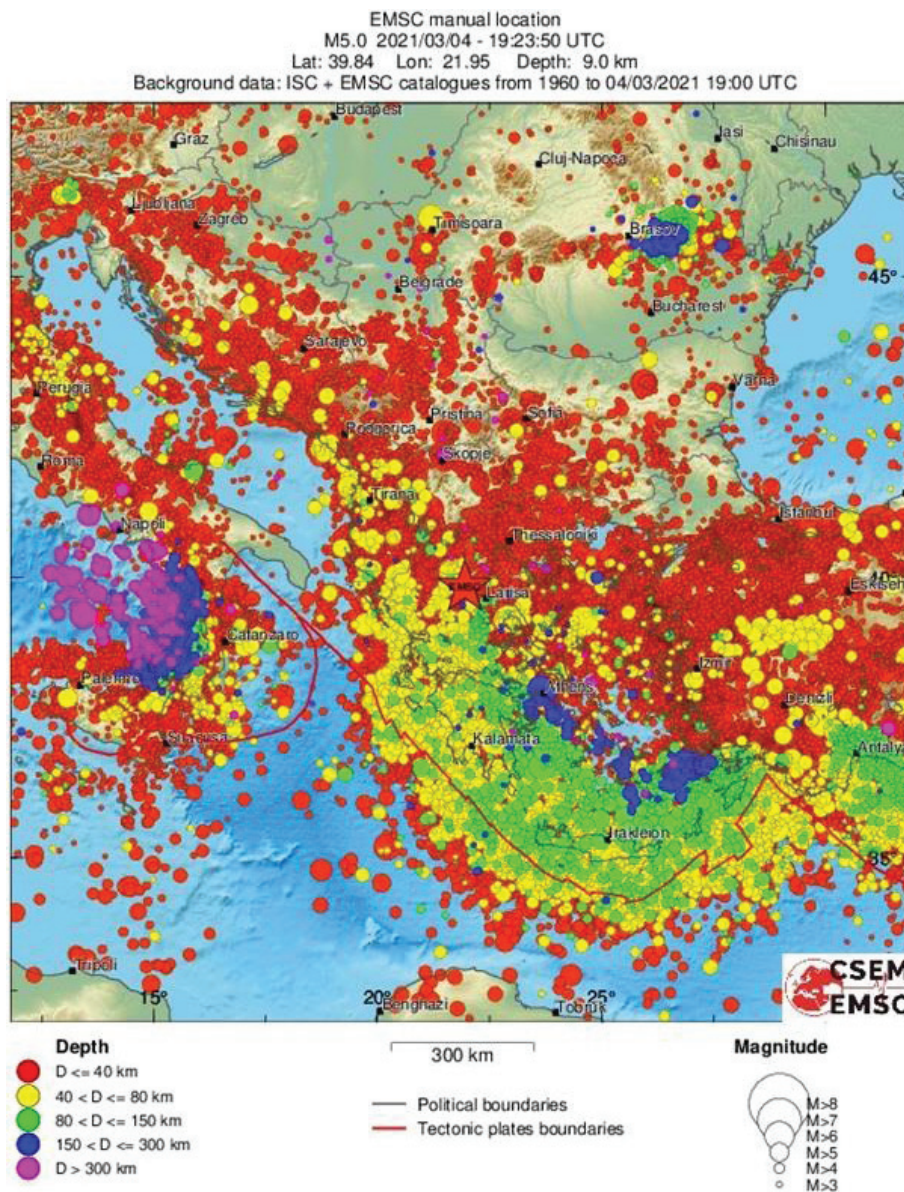 EMSC manual location
M5.0 2021/03/04 - 19:23:50 UTC
Lat: 39.84 Lon: 21.95 Depth: 9.0 km
Background data: ISC + EMSC catalogues from 1960 to 04/03/2021 19:00 UTC
Budapest
Iasi
Graz
Chisinau
Cluj-Napoca
Ljubljana
Zagreb
Timisoara
Brasov
45°
Belgrade
Bucharest
Sarajevo
Perugia
Varna
Pristina
Sofia
Podgorica
Roma
Skopje
Tirana
Napoli
Istanbul
Thessaloniki
40°
EMSC
Larisa
Eskiseh
Catanzaro
Izmir
Palermo
Athens
Denizli
Siracusa
Kalamata
Antalya
Irakleion
35°
Tripoli
CSEM
EMSC
15°
20°
25°
Benghazi
Tobruk
Depth
D <= 40 km
40 < D <= 80 km
80 < D <= 150 km
150 < D <= 300 km
D > 300 km
300 km
Political boundaries
Tectonic plates boundaries
Magnitude
M>8
M>7
M>6
M>5
M>4
M>3